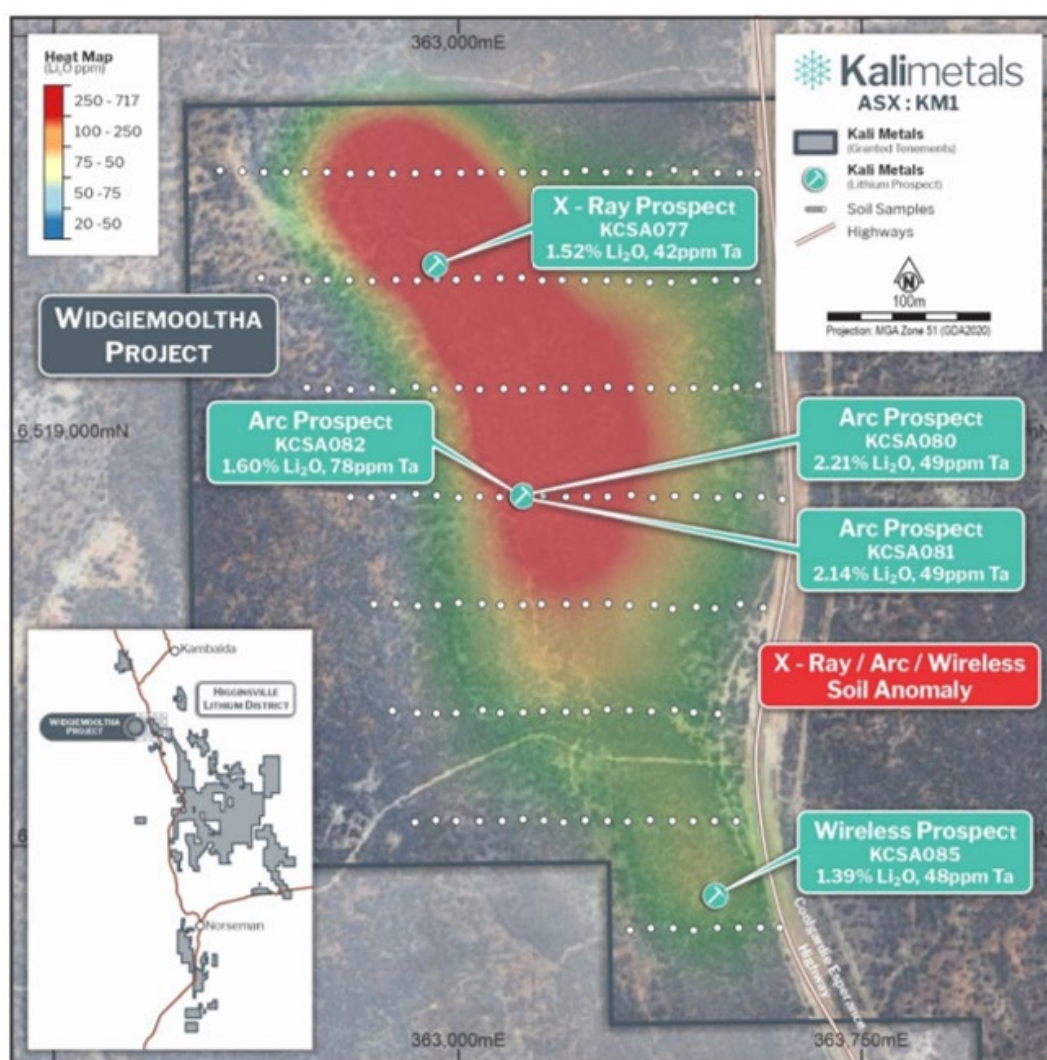 363,000mE
Heat Map
(Li₂O ppm)
250 - 717
100 - 250
75 - 50
50 -75
20 -50
Kalimetals
ASX : KM1
Kali Metals
(Granted Tenements)
Kali Metals
(Lithium Prospect)
Soil Samples
Highways
N
100m
Projection: MGA Zone 51 (GDA2020)
X - Ray Prospect
KCSA077
1.52% Li₂O, 42ppm Ta
WIDGIEMOOLTHA
PROJECT
6,519,000mN
Arc Prospect
KCSA082
1.60% Li₂O, 78ppm Ta
Arc Prospect
KCSA080
2.21% Li₂O, 49ppm Ta
Arc Prospect
KCSA081
2.14% Li₂O, 49ppm Ta
X - Ray / Arc / Wireless
Soil Anomaly
Kambalda
HIGGINSVILLE
LITHIUM DISTRICT
WIDGIEMOOLTHA
PROJECT
Norseman
Wireless Prospect
KCSA085
1.39% Li₂O, 48ppm Ta
Coolgardie Esperance
Highway
363,000mE
363,750mE